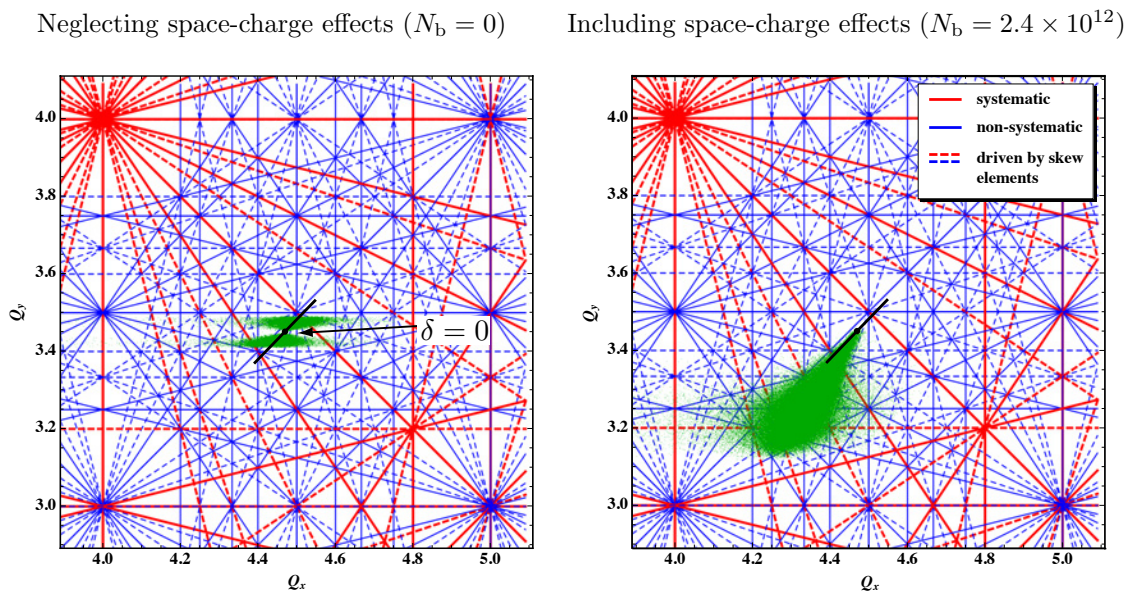 Neglecting space-charge effects (N_b = 0)
Including space-charge effects (N_b = 2.4 × 10^12)
4.0
3.8
3.6
3.4
3.2
3.0
Q_y
δ = 0
4.0 4.2 4.4 4.6 4.8 5.0
Q_x
systematic
non-systematic
driven by skew
elements
4.0
3.8
3.6
3.4
3.2
3.0
Q_y
4.0 4.2 4.4 4.6 4.8 5.0
Q_x